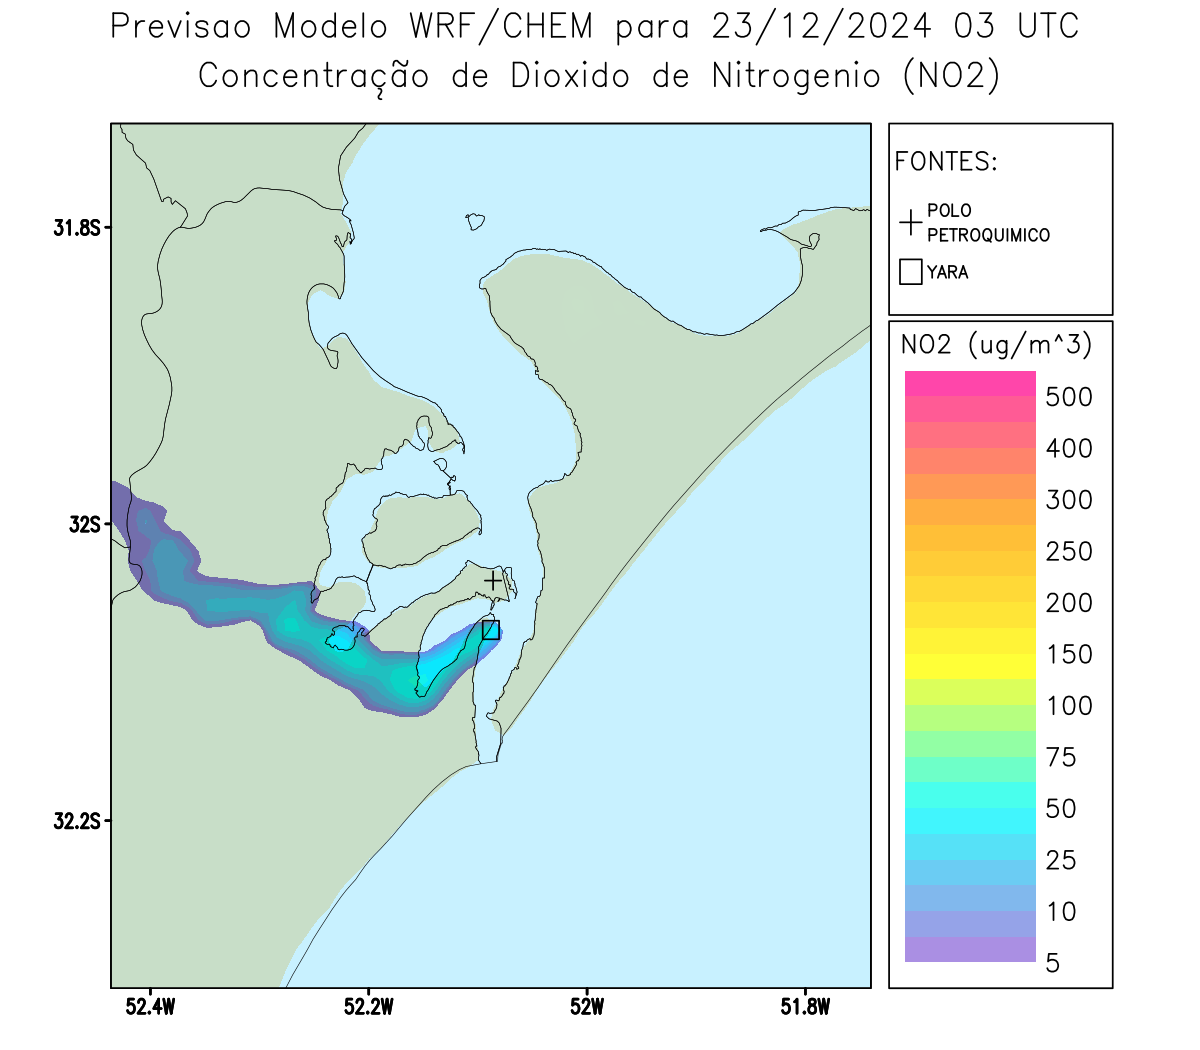 Previsao Modelo WRF/CHEM para 23/12/2024 03 UTC
Concentração de Dioxido de Nitrogenio (NO2)
FONTES:
POLO
PETROQUIMICO
YARA
31.8S
32S
32.2S
52.4W
52.2W
52W
51.8W
NO2 (ug/m^3)
500
400
300
250
200
150
100
75
50
25
10
5